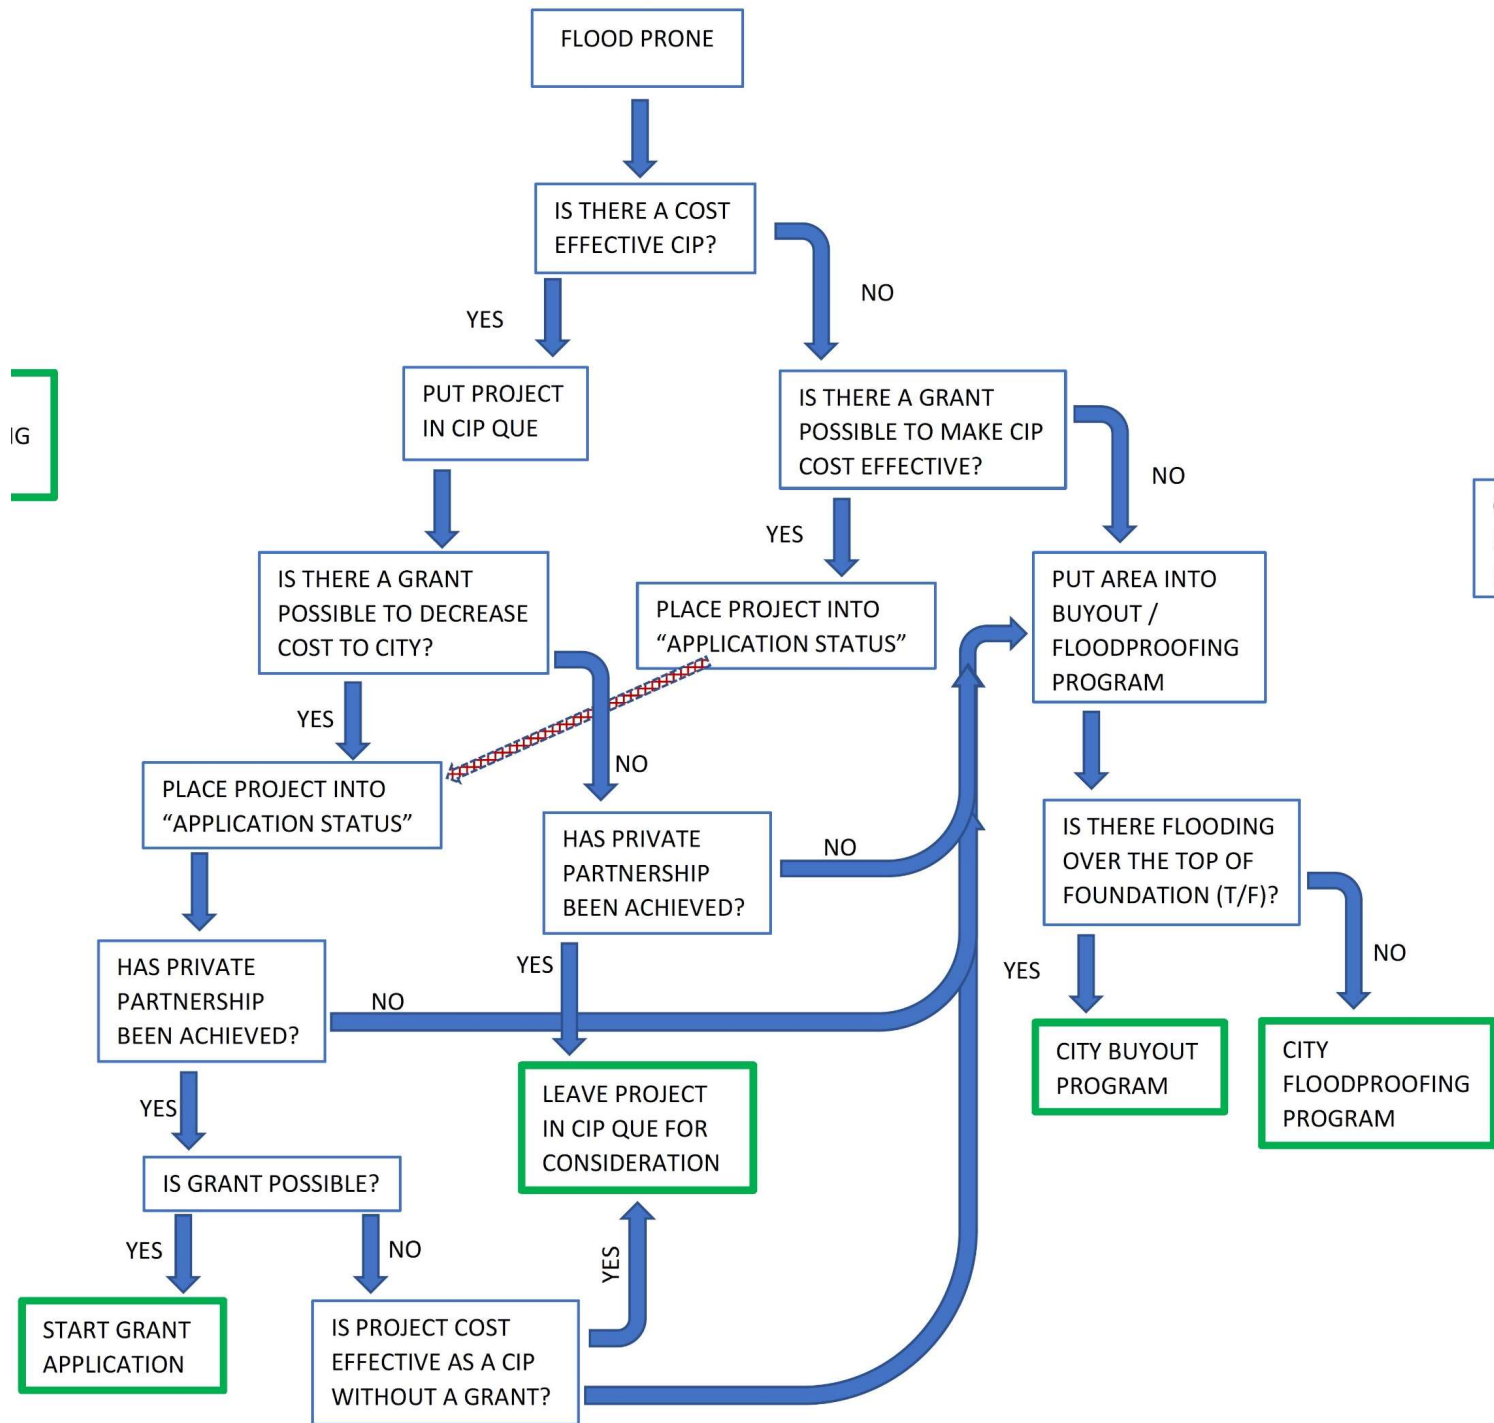 FLOOD PRONE
IS THERE A COST
EFFECTIVE CIP?
NO
YES
PUT PROJECT
IN CIP QUE
IS THERE A GRANT
POSSIBLE TO MAKE CIP
COST EFFECTIVE?
NG
NO
YES
IS THERE A GRANT
POSSIBLE TO DECREASE
COST TO CITY?
PLACE PROJECT INTO
“APPLICATION STATUS”
PUT AREA INTO
BUYOUT /
FLOODPROOFING
PROGRAM
YES
NO
PLACE PROJECT INTO
“APPLICATION STATUS”
HAS PRIVATE
PARTNERSHIP
BEEN ACHIEVED?
NO
IS THERE FLOODING
OVER THE TOP OF
FOUNDATION (T/F)?
YES
NO
YES
NO
HAS PRIVATE
PARTNERSHIP
BEEN ACHIEVED?
LEAVE PROJECT
IN CIP QUE FOR
CONSIDERATION
CITY BUYOUT
PROGRAM
CITY
FLOODPROOFING
PROGRAM
YES
IS GRANT POSSIBLE?
YES
NO
YES
START GRANT
APPLICATION
IS PROJECT COST
EFFECTIVE AS A CIP
WITHOUT A GRANT?